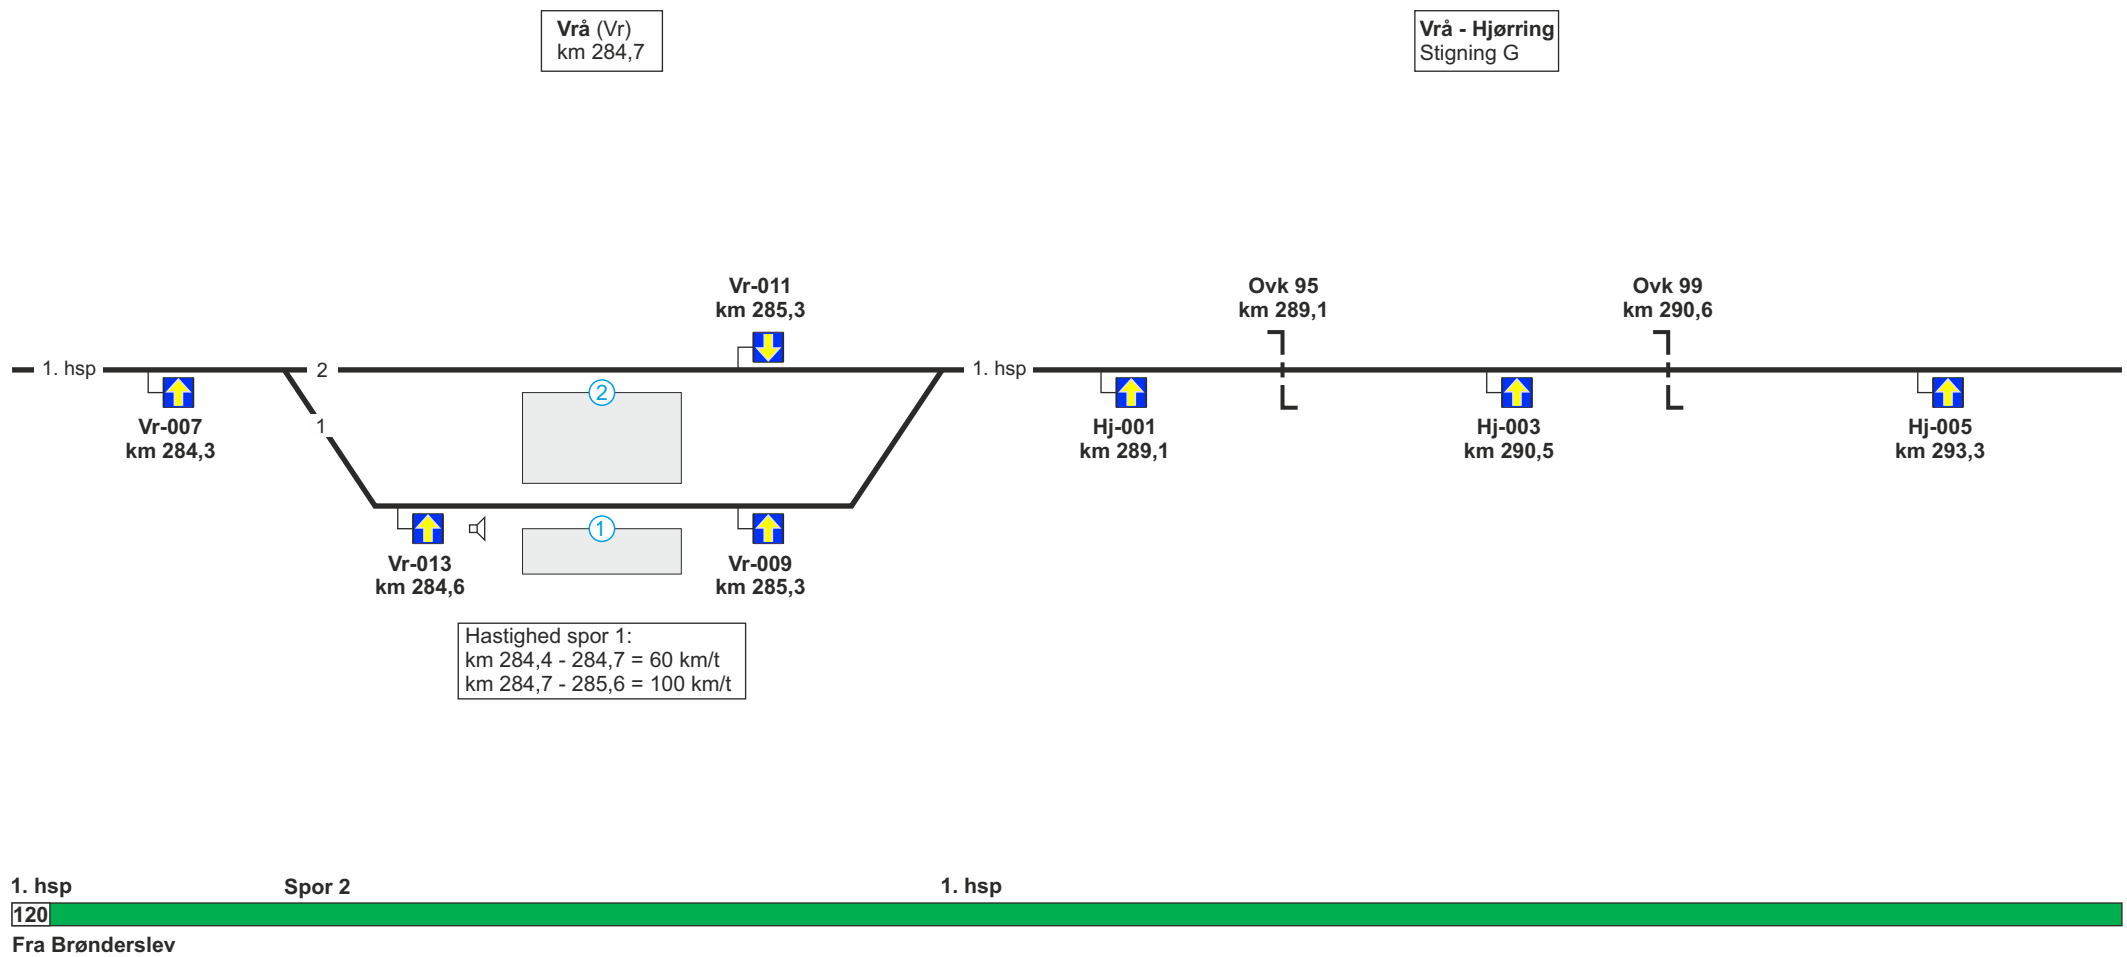 Vrå (Vr)
km 284,7
Vrå - Hjørring
Stigning G
Vr-011
km 285,3
Ovk 95
km 289,1
Ovk 99
km 290,6
1. hsp
2
1. hsp
1
2
Vr-007
km 284,3
Hj-001
km 289,1
Hj-003
km 290,5
Hj-005
km 293,3
1
Vr-013
km 284,6
Vr-009
km 285,3
Hastighed spor 1:
km 284,4 - 284,7 = 60 km/t
km 284,7 - 285,6 = 100 km/t
1. hsp
Spor 2
1. hsp
120
Fra Brønderslev